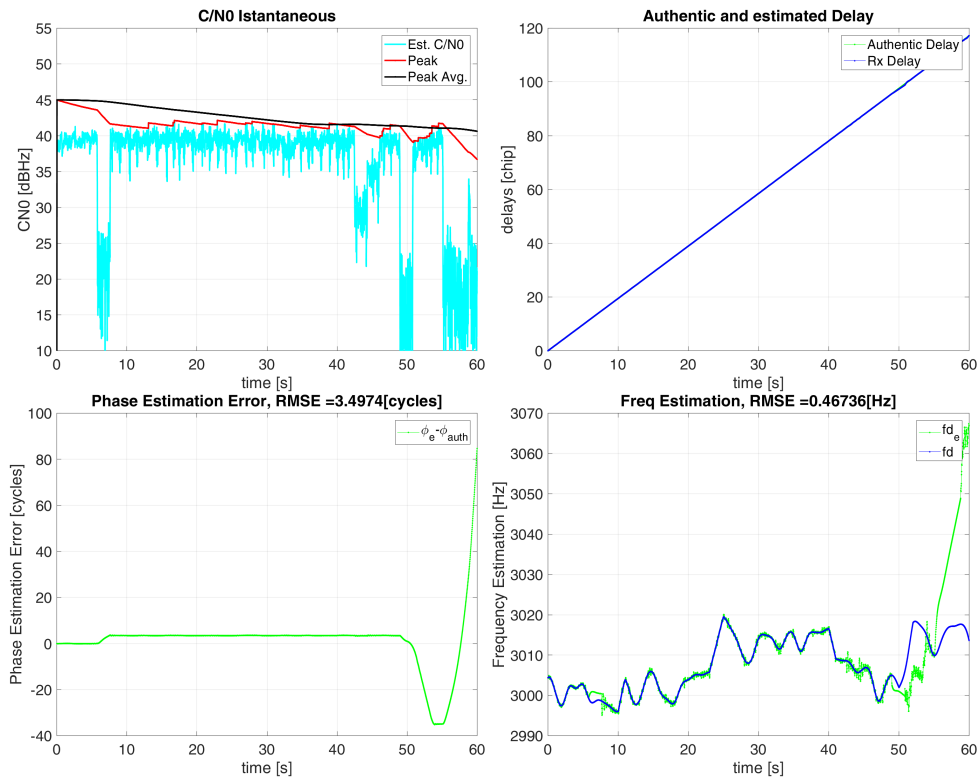 C/N0 Istantaneous
55
50
45
40
35
30
25
20
15
10
CN0 [dBHz]
Est. C/N0
Peak
Peak Avg.
0 10 20 30 40 50 60
time [s]
Authentic and estimated Delay
120
100
80
60
40
20
0
delays [chip]
Authentic Delay
Rx Delay
0 10 20 30 40 50 60
time [s]
Phase Estimation Error, RMSE =3.4974[cycles]
100
80
60
40
20
0
-20
-40
Phase Estimation Error [cycles]
ϕe-ϕauth
0 10 20 30 40 50 60
time [s]
Freq Estimation, RMSE =0.46736[Hz]
3070
3060
3050
3040
3030
3020
3010
3000
2990
Frequency Estimation [Hz]
fde
fd
0 10 20 30 40 50 60
time [s]